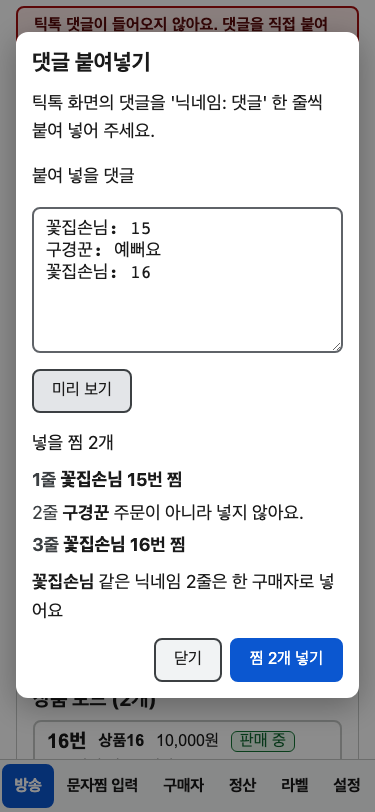 틱톡 댓글이 들어오지 않아요. 댓글을 직접 붙여
댓글 붙여넣기
틱톡 화면의 댓글을 '닉네임: 댓글' 한 줄씩
붙여 넣어 주세요.
붙여 넣을 댓글
꽃집손님: 15
구경꾼: 예뻐요
꽃집손님: 16
미리 보기
넣을 찜 2개
1줄 꽃집손님 15번 찜
2줄 구경꾼 주문이 아니라 넣지 않아요.
3줄 꽃집손님 16번 찜
꽃집손님 같은 닉네임 2줄은 한 구매자로 넣
어요
닫기 찜 2개 넣기
상품 보드 (2개)
16번 상품16 10,000원 판매 중
방송 문자찜 입력 구매자 정산 라벨 설정